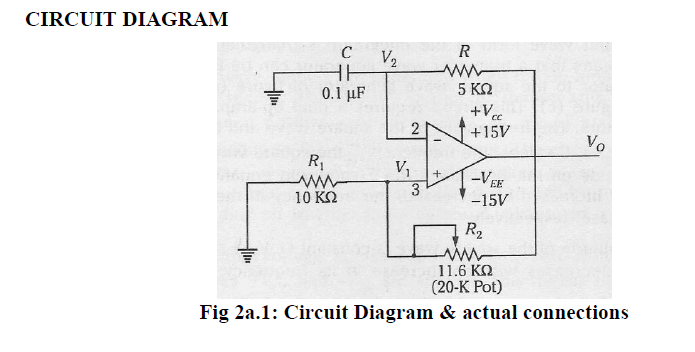 CIRCUIT DIAGRAM
C
V2
R
0.1 μF
5 KΩ
+Vcc
+15V
2
−
VO
R1
V1
+
−VEE
10 KΩ
3
−15V
R2
11.6 KΩ
(20-K Pot)
Fig 2a.1: Circuit Diagram & actual connections